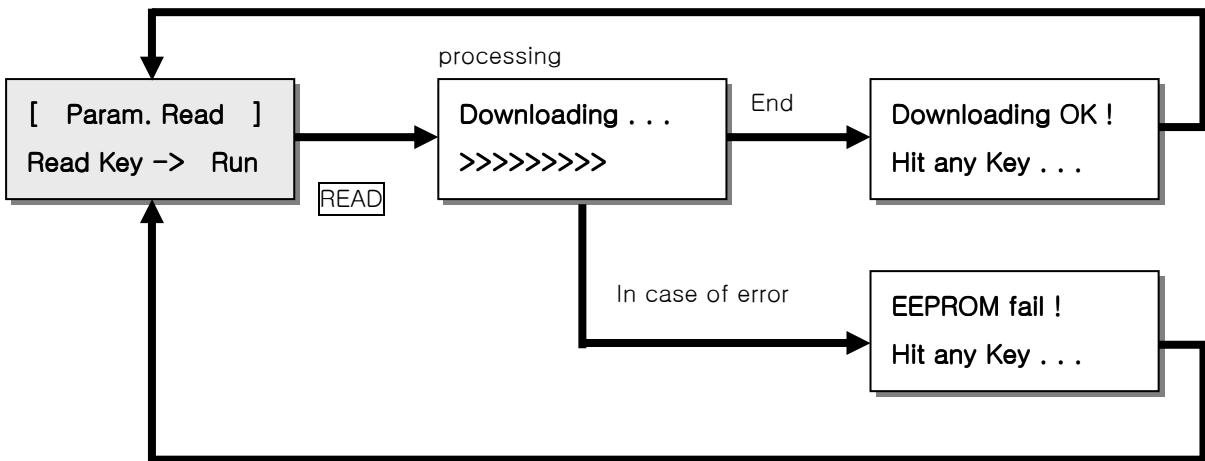 processing
[ Param. Read ]
Read Key -> Run
READ
Downloading . . .
>>>>>>>>>
End
Downloading OK !
Hit any Key . . .
In case of error
EEPROM fail !
Hit any Key . . .